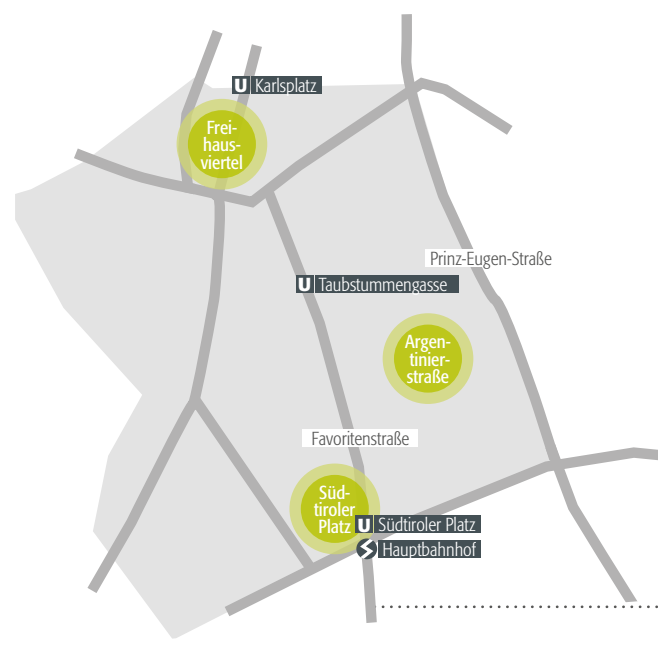 U Karlsplatz
Frei-
haus-
viertel
Prinz-Eugen-Straße
U Taubstummengasse
Argen-
tinier-
straße
Favoritenstraße
Süd-
tiroler
Platz
U Südtiroler Platz
Hauptbahnhof